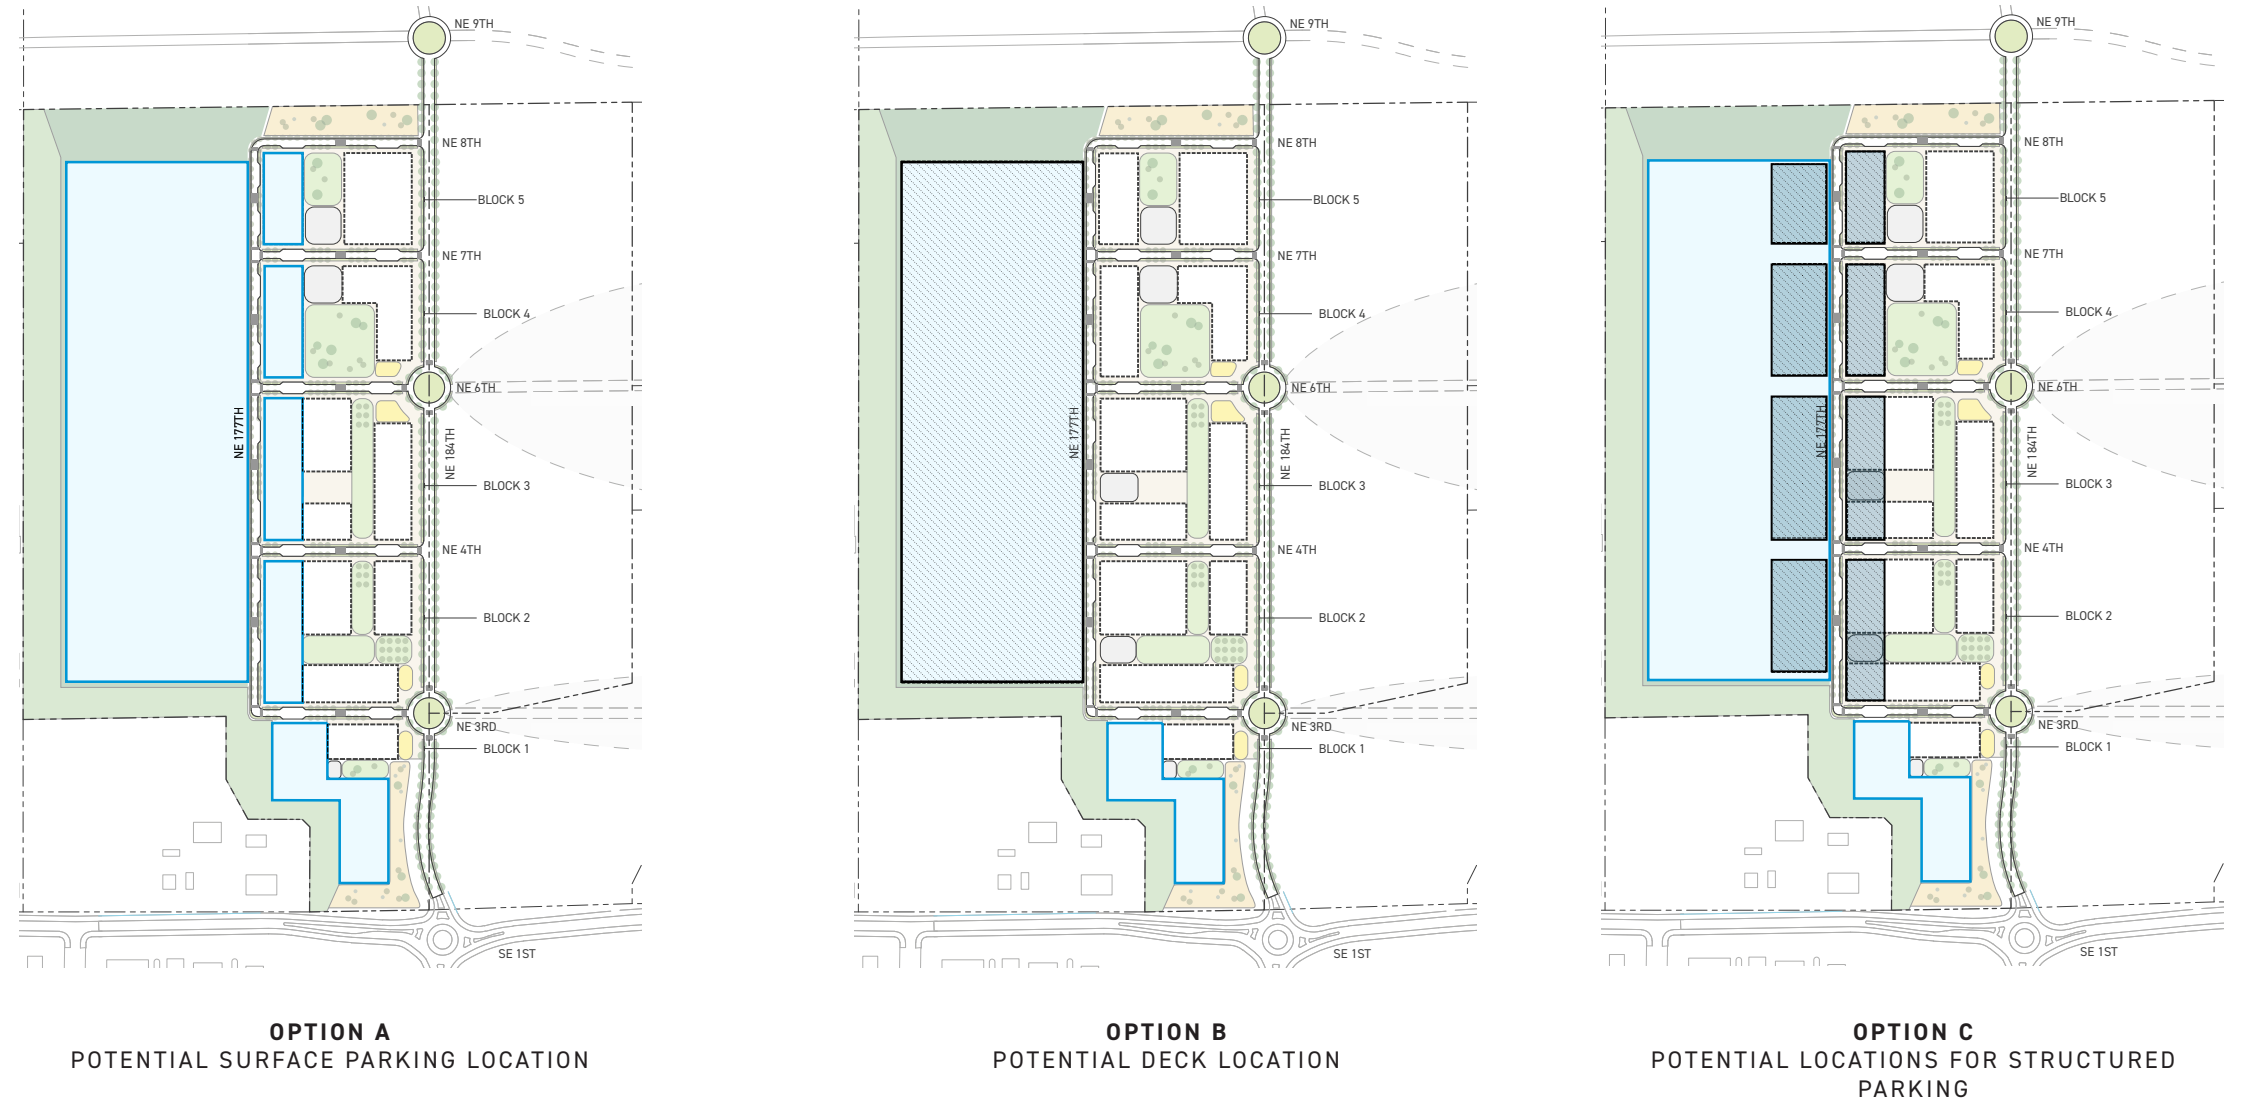 NE 9TH
NE 8TH
BLOCK 5
NE 7TH
BLOCK 4
NE 6TH
NE 177TH
NE 184TH
BLOCK 3
NE 4TH
BLOCK 2
NE 3RD
BLOCK 1
SE 1ST
OPTION A
POTENTIAL SURFACE PARKING LOCATION
NE 9TH
NE 8TH
BLOCK 5
NE 7TH
BLOCK 4
NE 6TH
NE 177TH
NE 184TH
BLOCK 3
NE 4TH
BLOCK 2
NE 3RD
BLOCK 1
SE 1ST
OPTION B
POTENTIAL DECK LOCATION
NE 9TH
NE 8TH
BLOCK 5
NE 7TH
BLOCK 4
NE 6TH
NE 177TH
NE 184TH
BLOCK 3
NE 4TH
BLOCK 2
NE 3RD
BLOCK 1
SE 1ST
OPTION C
POTENTIAL LOCATIONS FOR STRUCTURED
PARKING